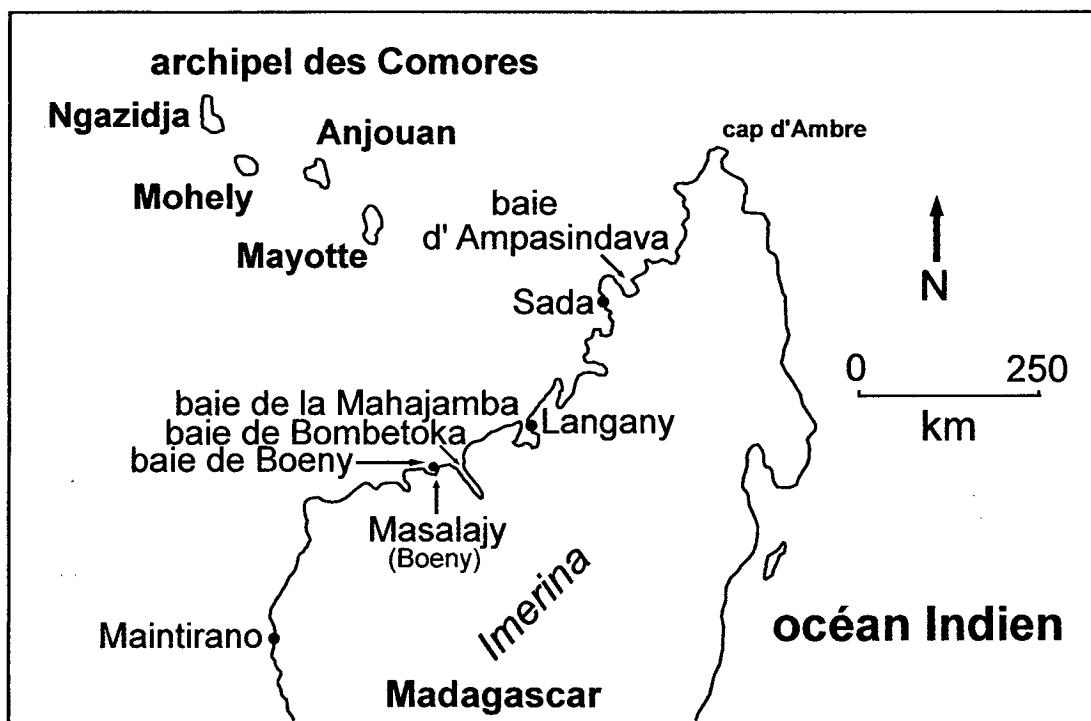 archipel des Comores
Ngazidja
Anjouan
cap d'Ambre
Mohely
baie
d' Ampasindava
Mayotte
N
Sada
0 250
km
baie de la Mahajamba
baie de Bombetoka
Langany
baie de Boeny
Masalajy
(Boeny)
Imerina
Maintirano
océan Indien
Madagascar